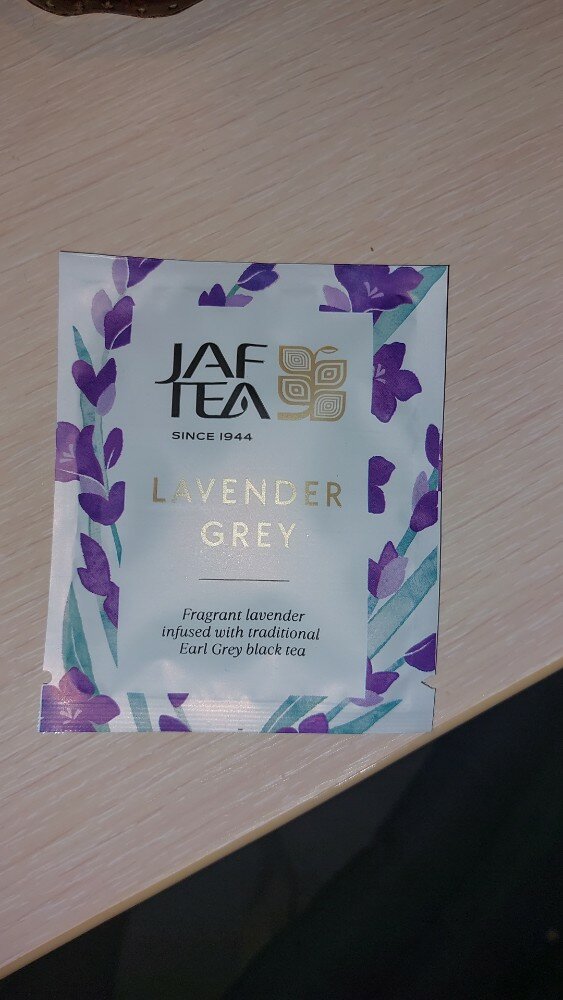 JAF
TEA
SINCE 1944
LAVENDER
GREY
Fragrant lavender
infused with traditional
Earl Grey black tea